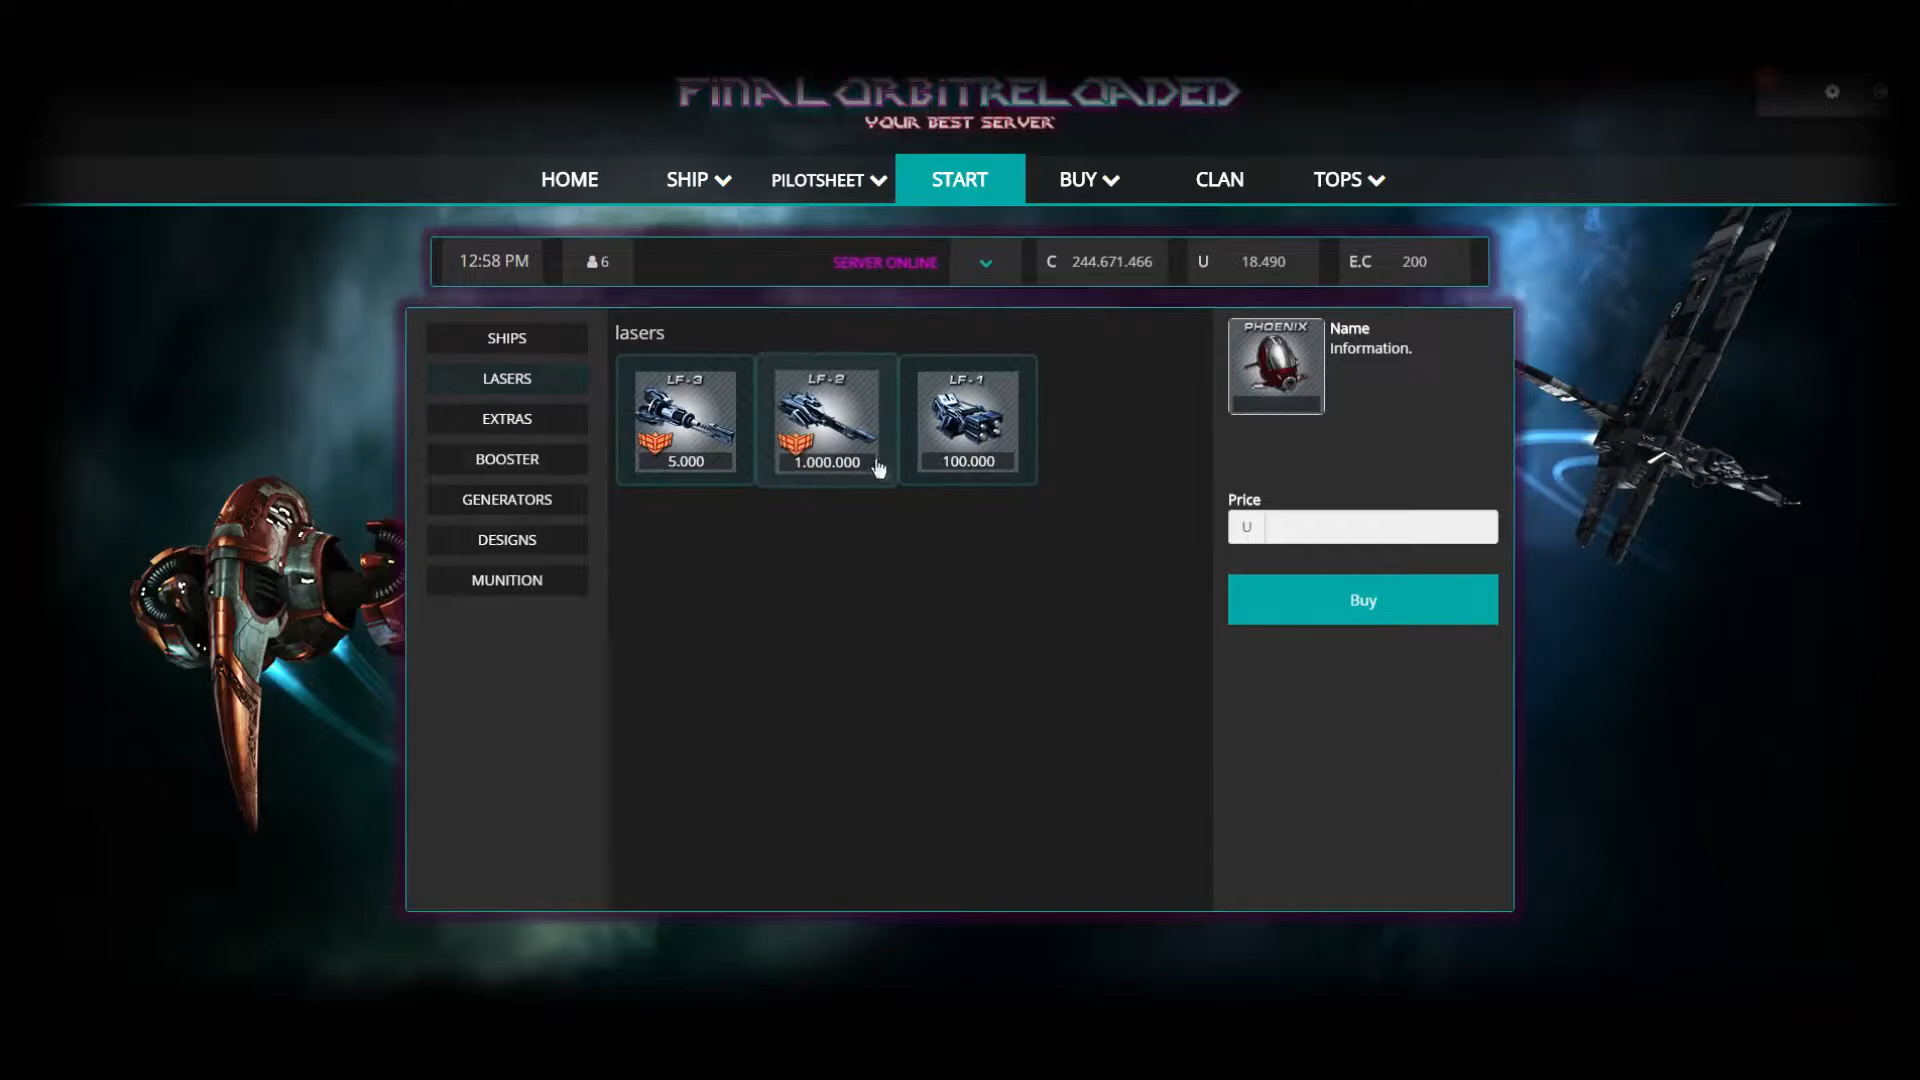 FINAL ORBITRELOADED
YOUR BEST SERVER
HOME SHIP PILOTSHEET START BUY CLAN TOPS
12:58 PM 6 SERVER ONLINE C 244.671.466 U 18.490 E.C 200
SHIPS
LASERS
EXTRAS
BOOSTER
GENERATORS
DESIGNS
MUNITION
lasers
LF-3 LF-2 LF-1
5.000 1.000.000 100.000
PHOENIX
Name
Information.
Price
U
Buy